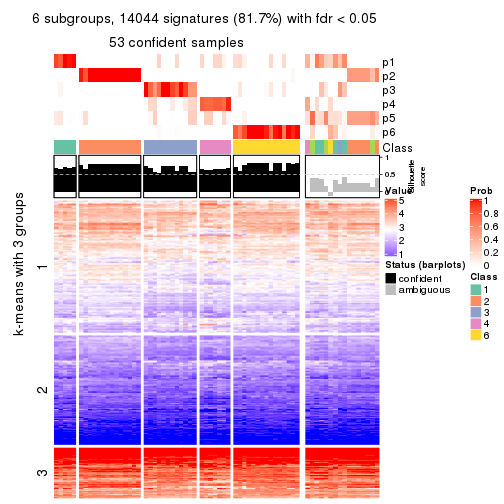 6 subgroups, 14044 signatures (81.7%) with fdr < 0.05
53 confident samples
p1
p2
p3
p4
p5
p6
Class
1
0.5
0
Silhouette
score
k-means with 3 groups
1
2
3
Value
5
4
3
2
1
Status (barplots)
confident
ambiguous
Prob
1
0.8
0.6
0.4
0.2
0
Class
1
2
3
4
5
6